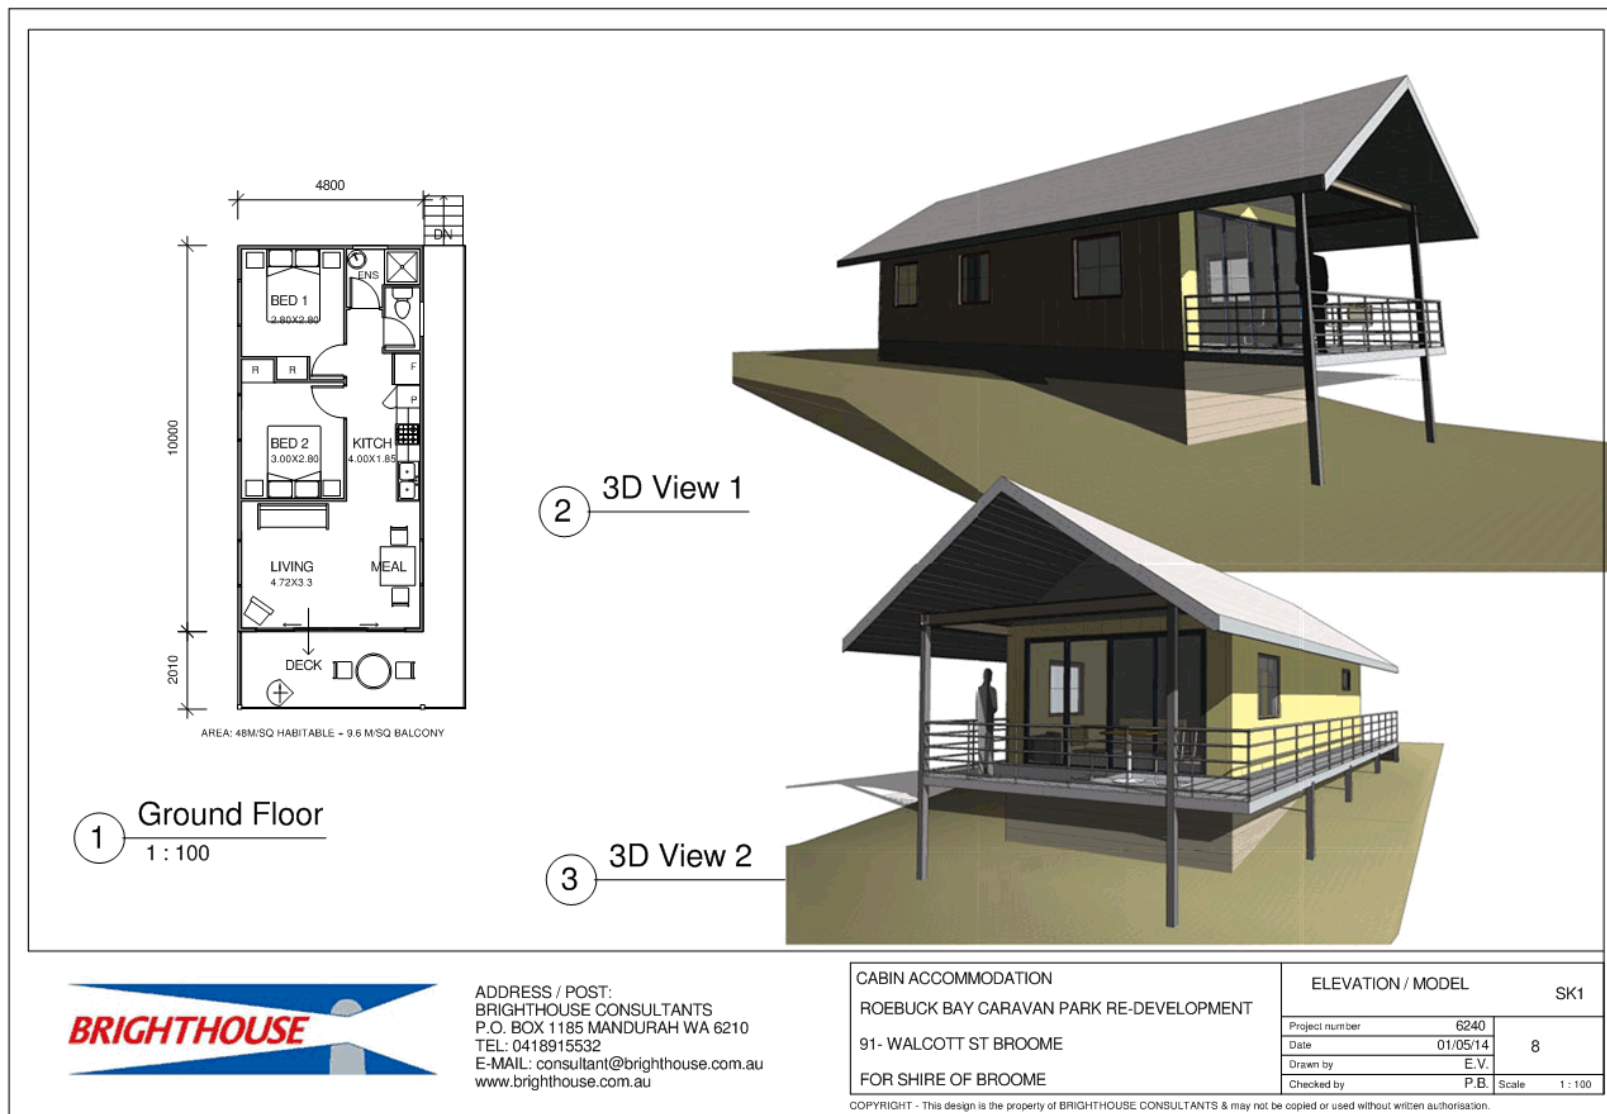 4800
DN
ENS
BED 1
2.80X2.80
R
R
F
P
10000
BED 2
3.00X2.80
KITCH
4.00X1.85
LIVING
4.72X3.3
MEAL
2010
DECK
AREA: 48M/SQ HABITABLE - 9.6 M/SQ BALCONY
1
Ground Floor
1 : 100
2
3D View 1
3
3D View 2
BRIGHTHOUSE
ADDRESS / POST:
BRIGHTHOUSE CONSULTANTS
P.O. BOX 1185 MANDURAH WA 6210
TEL: 0418915532
E-MAIL: consultant@brighthouse.com.au
www.brighthouse.com.au
CABIN ACCOMMODATION
ROEBUCK BAY CARAVAN PARK RE-DEVELOPMENT
91- WALCOTT ST BROOME
FOR SHIRE OF BROOME
ELEVATION / MODEL
SK1
Project number 6240
Date 01/05/14
Drawn by E.V.
Checked by P.B.
8
Scale 1 : 100
COPYRIGHT - This design is the property of BRIGHTHOUSE CONSULTANTS & may not be copied or used without written authorisation.